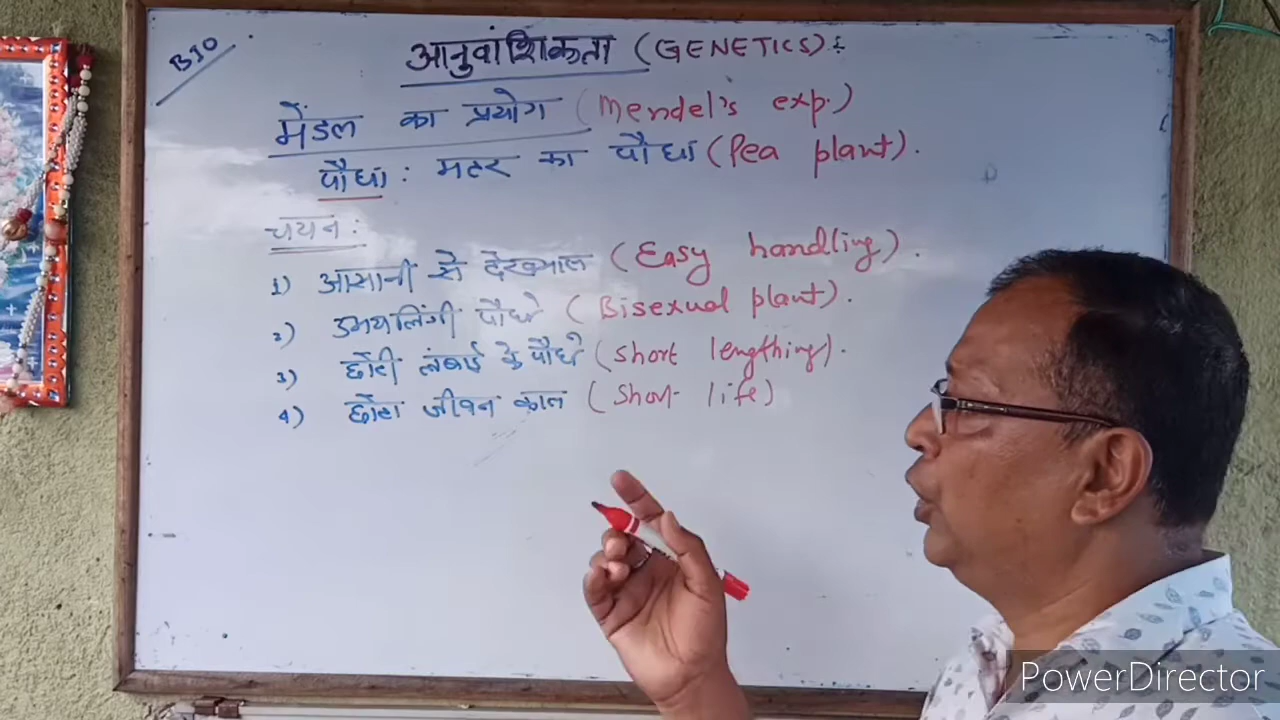 BIO
आनुवांशिकता (GENETICS):
मेंडल का प्रयोग (Mendel's exp.)
पौधा : मटर का पौधा (Pea plant).
चयन :
1) आसानी से देखभाल (Easy handling).
2) उभयलिंगी पौधे (Bisexual plant).
3) छोटी लंबाई के पौधे (short lengthing).
4) छोटा जीवन काल (Short life)
PowerDirector